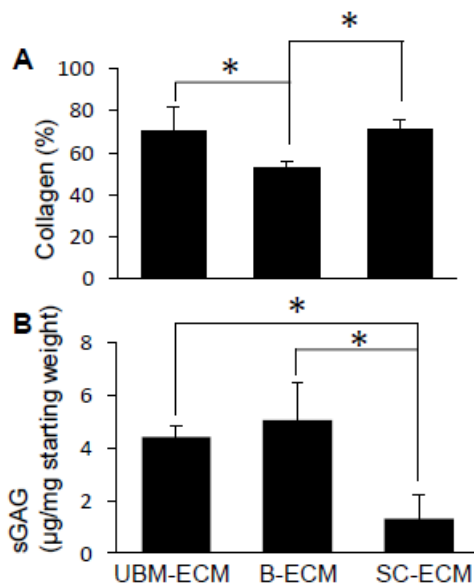 A
*
*
100
80
60
40
20
0
Collagen (%)
B
*
*
8
6
4
2
0
sGAG
(µg/mg starting weight)
UBM-ECM B-ECM SC-ECM